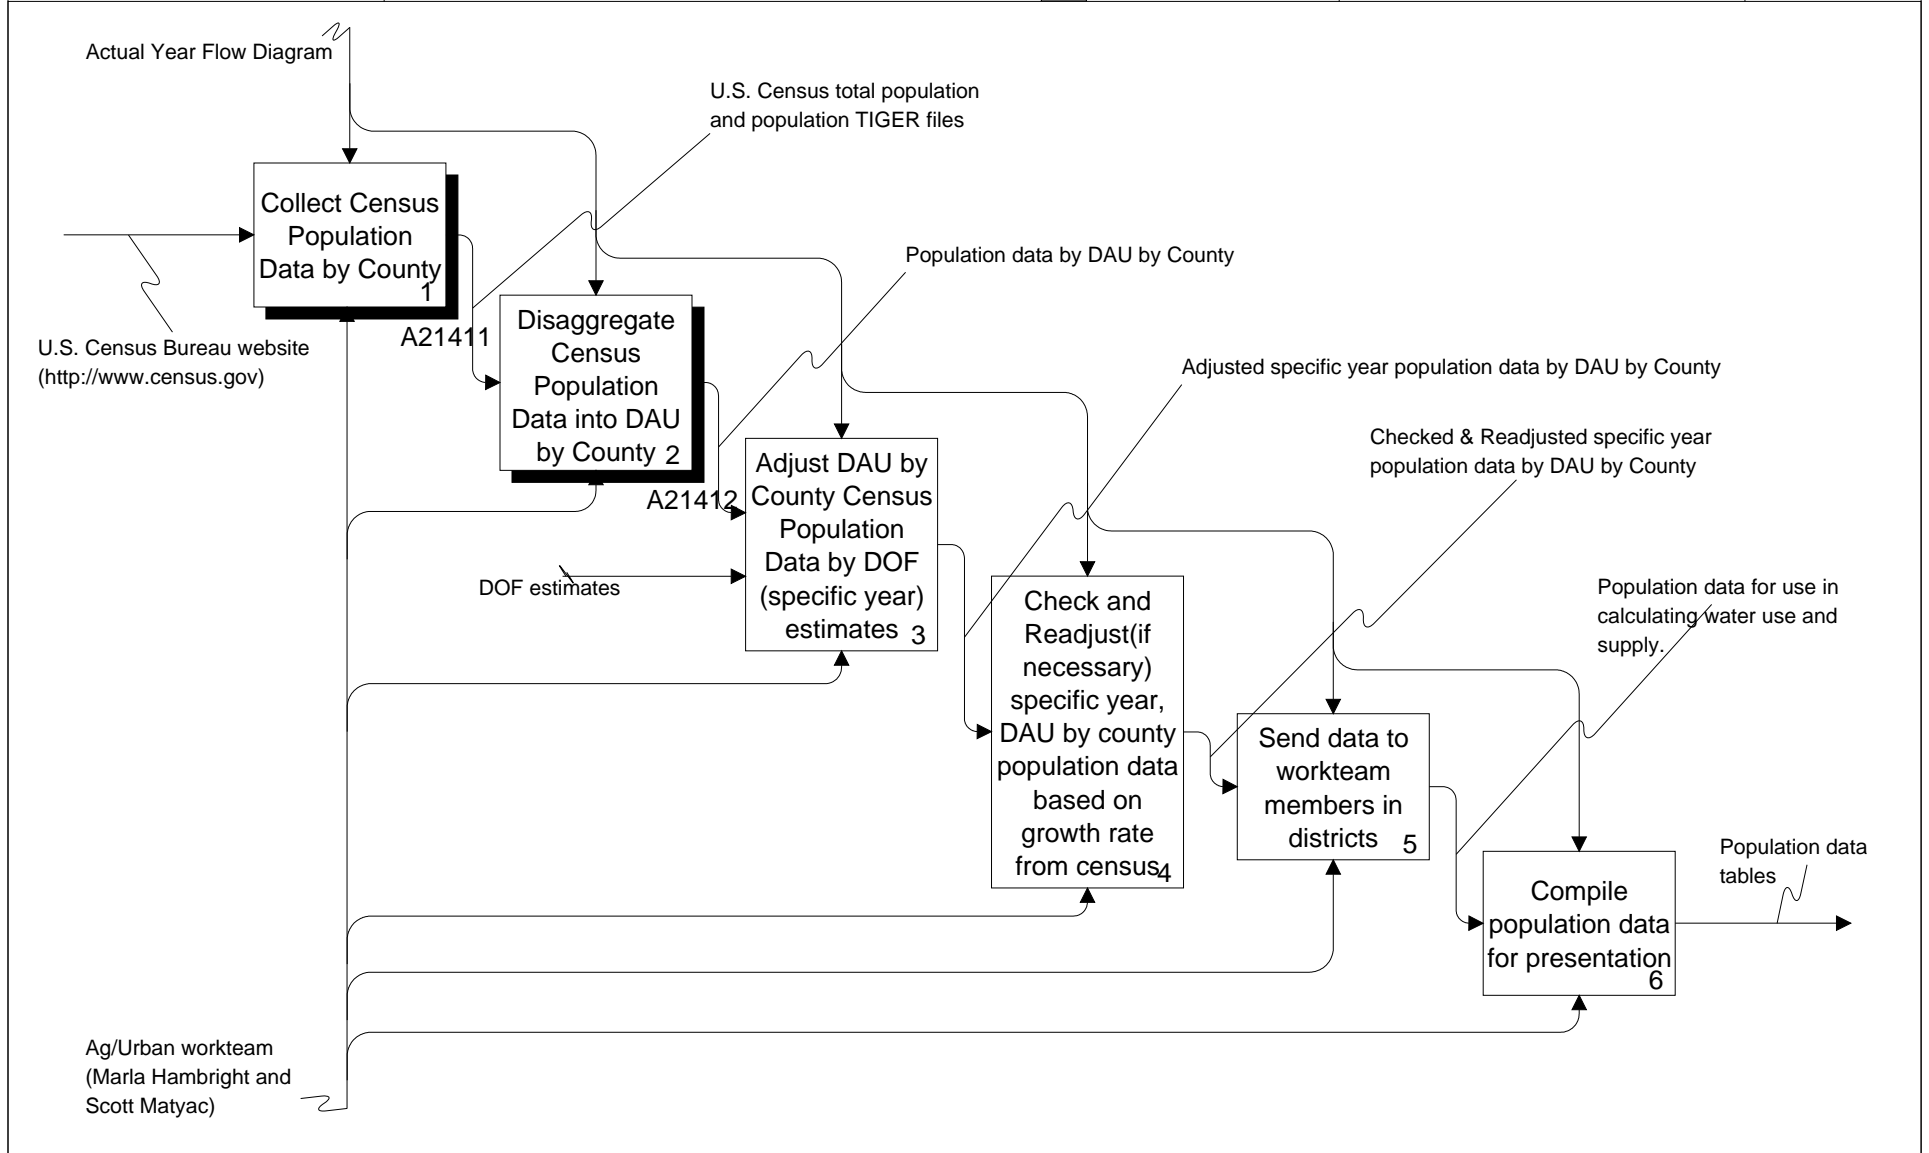 Actual Year Flow Diagram
U.S. Census total population
and population TIGER files
Collect Census
Population
Data by County
1
A21411
U.S. Census Bureau website
(http://www.census.gov)
Population data by DAU by County
Disaggregate
Census
Population
Data into DAU
by County
2
A21412
Adjusted specific year population data by DAU by County
Checked & Readjusted specific year
population data by DAU by County
Adjust DAU by
County Census
Population
Data by DOF
(specific year)
estimates
3
DOF estimates
Check and
Readjust(if
necessary)
specific year,
DAU by county
population data
based on
growth rate
from census
4
Population data for use in
calculating water use and
supply.
Send data to
workteam
members in
districts
5
Population data
tables
Compile
population data
for presentation
6
Ag/Urban workteam
(Marla Hambright and
Scott Matyac)